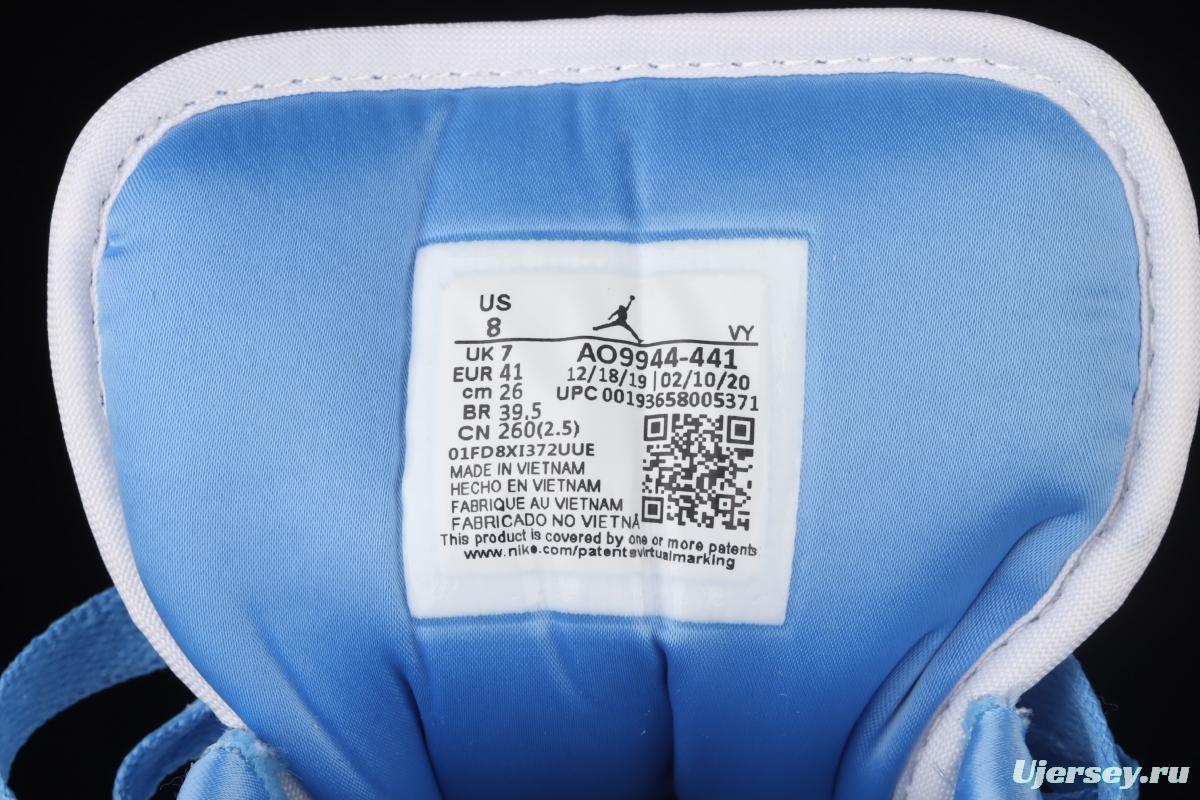 US
8
VY
UK 7
AO9944-441
EUR 41
12/18/19 | 02/10/20
cm 26
UPC 00193658005371
BR 39.5
CN 260(2.5)
01FD8XI372UUE
MADE IN VIETNAM
HECHO EN VIETNAM
FABRIQUE AU VIETNAM
FABRICADO NO VIETNÃ
This product is covered by one or more patents
www.nike.com/patentsvirtualmarking
Ujersey.ru